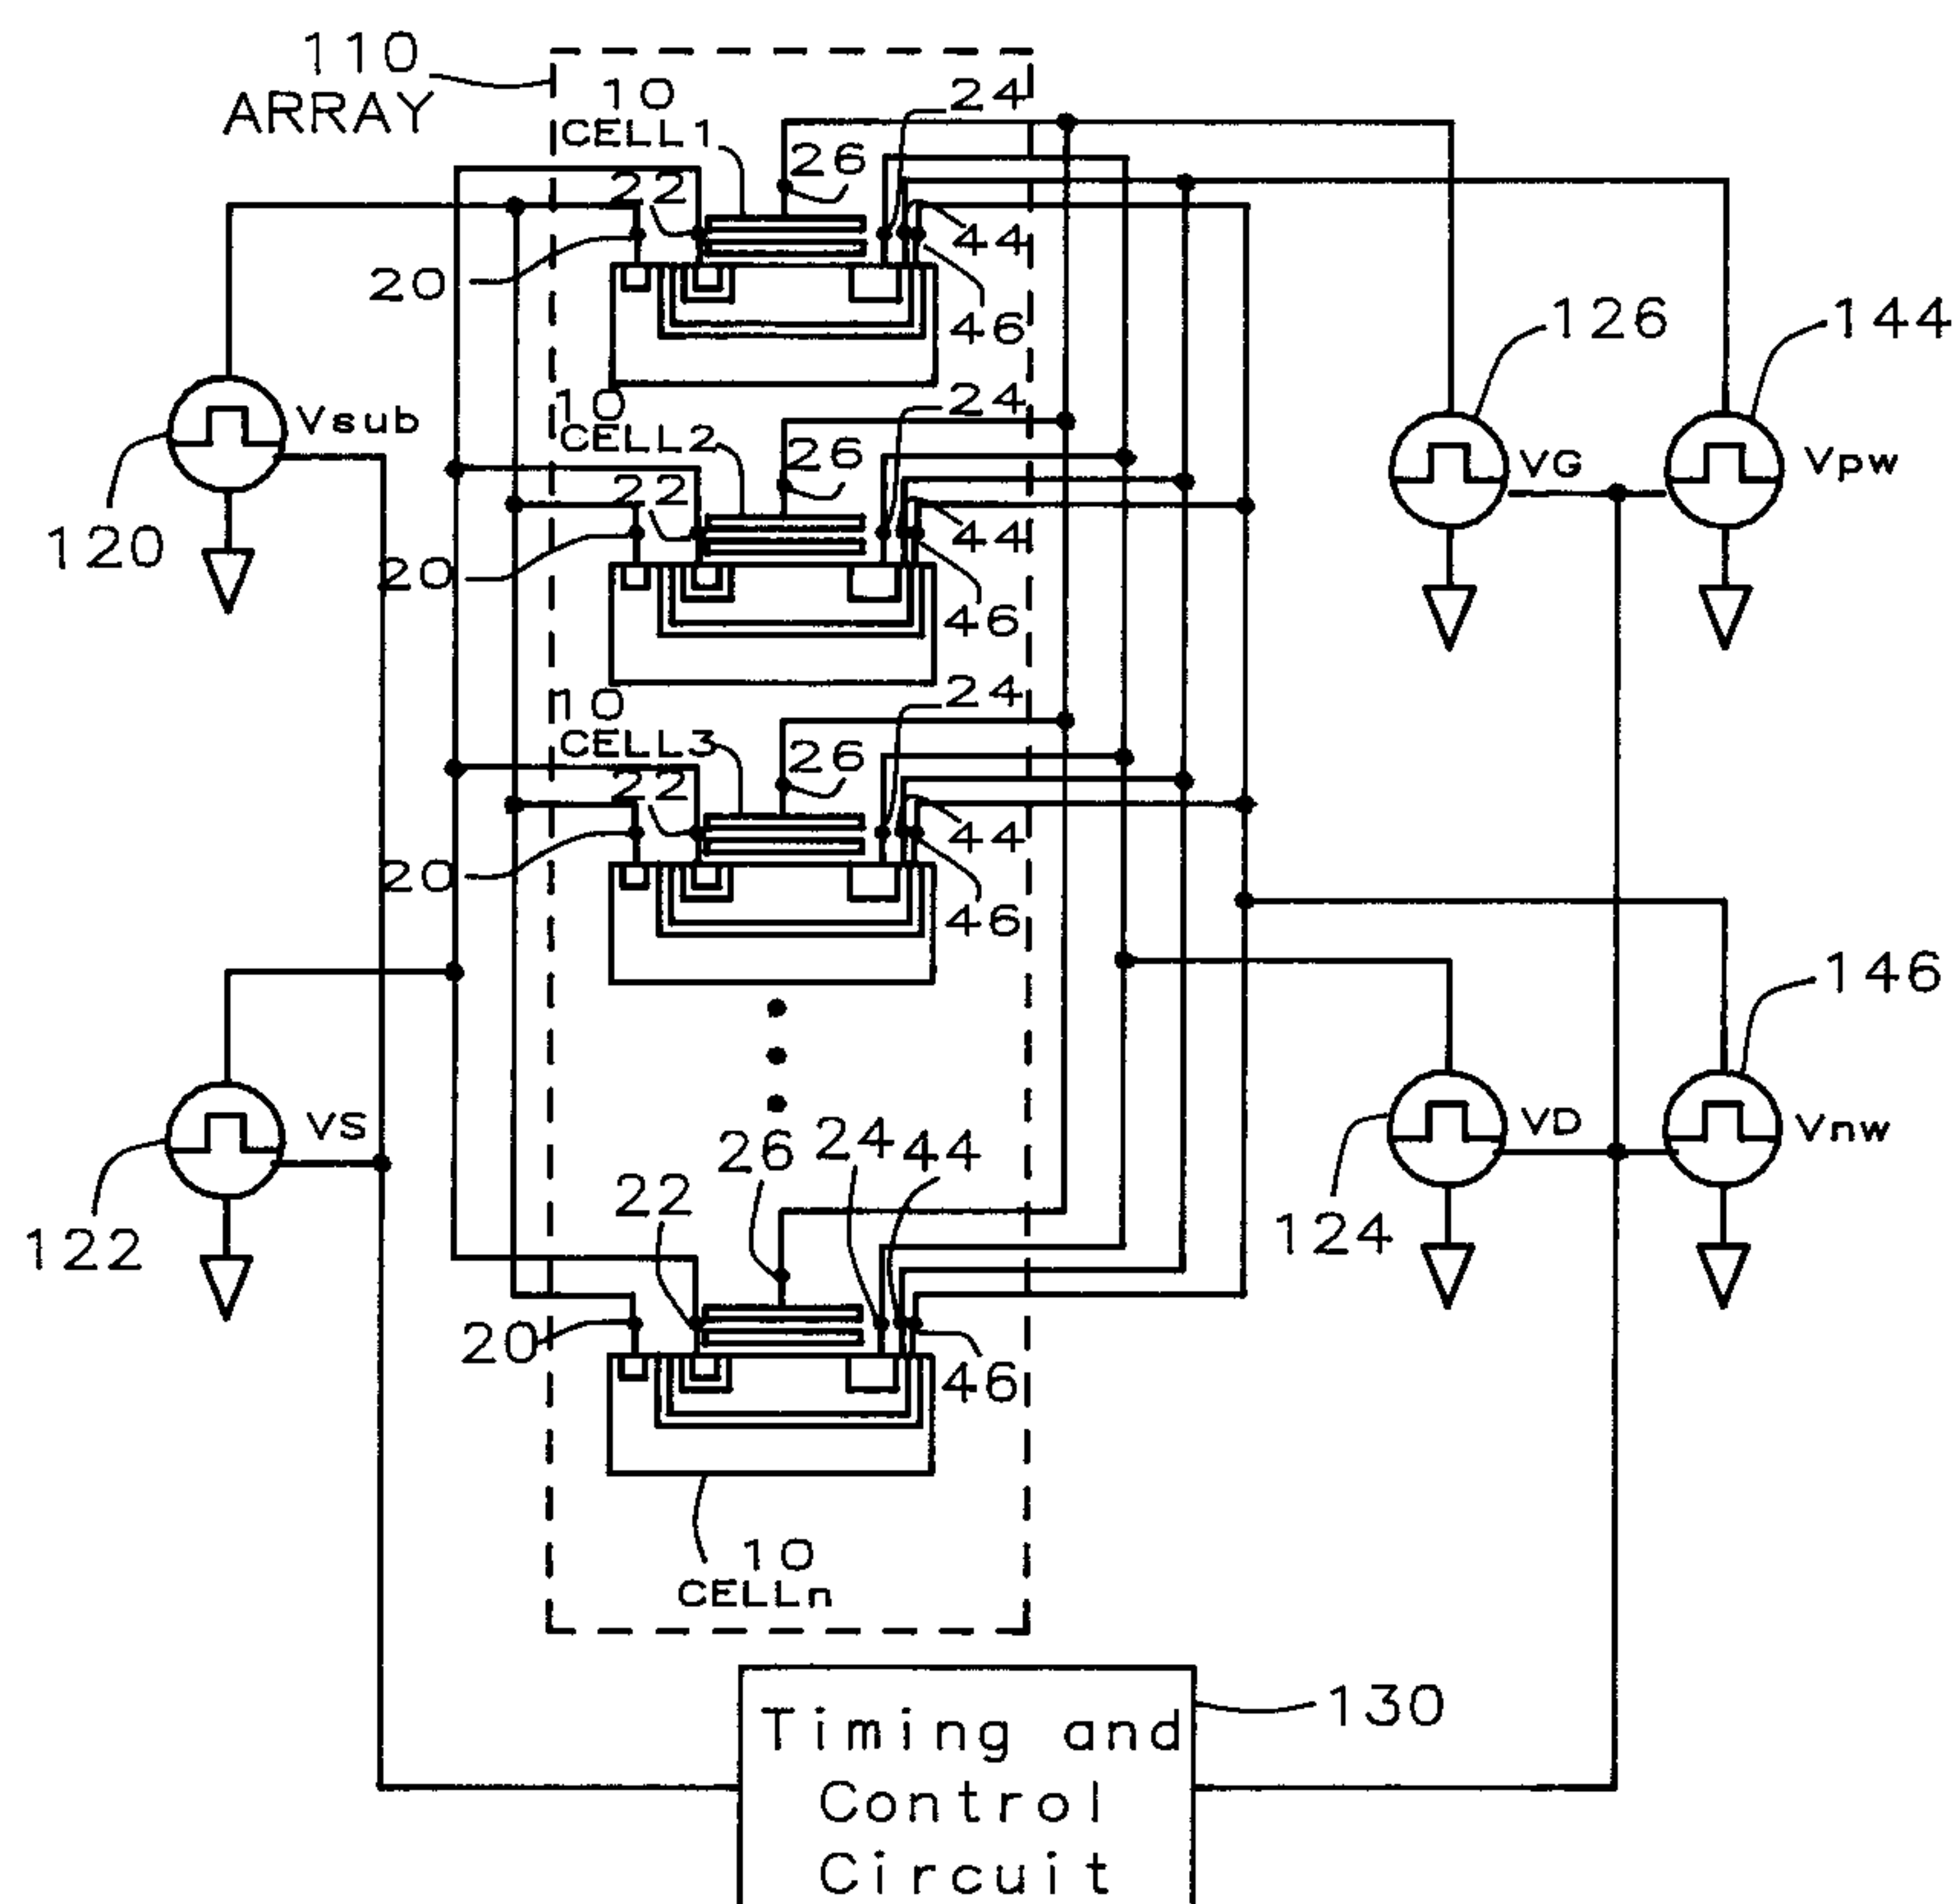 110
ARRAY
10
CELL1
24
26
22
44
20
46
126
144
Vsub
VG
Vpw
120
10
CELL2
24
26
22
44
20
46
10
CELL3
24
26
22
44
20
46
146
VS
VD
Vnw
122
124
26
24
44
22
20
46
10
CELLn
130
Timing and
Control
Circuit